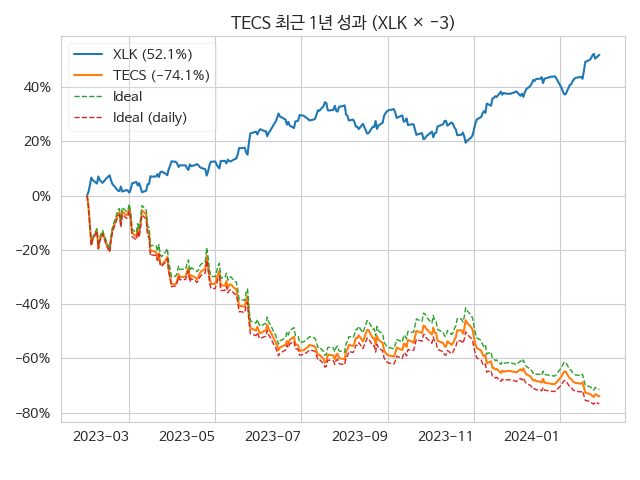 TECS 최근 1년 성과 (XLK × −3)
XLK (52.1%)
TECS (−74.1%)
Ideal
Ideal (daily)
40%
20%
0%
−20%
−40%
−60%
−80%
2023−03 2023−05 2023−07 2023−09 2023−11 2024−01